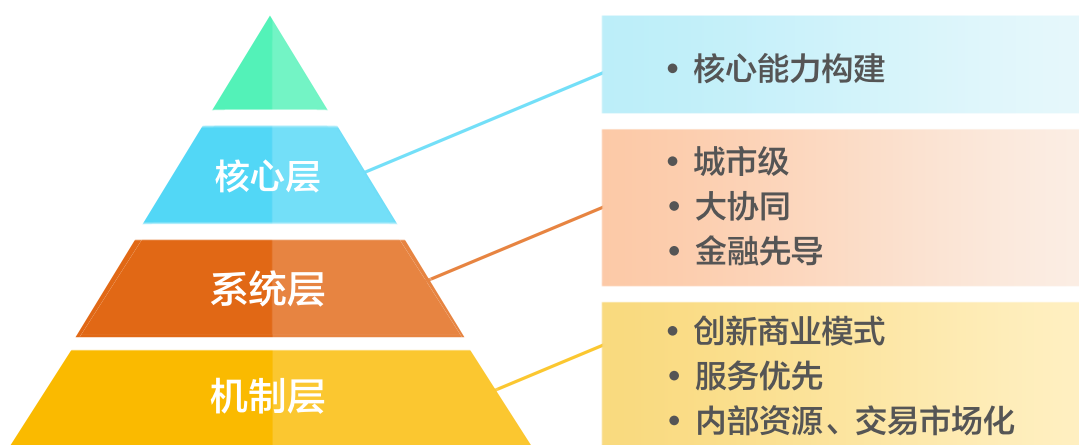 核心层
• 核心能力构建
系统层
• 城市级
• 大协同
• 金融先导
机制层
• 创新商业模式
• 服务优先
• 内部资源、交易市场化